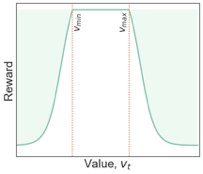 v_min
v_max
Reward
Value, v_t